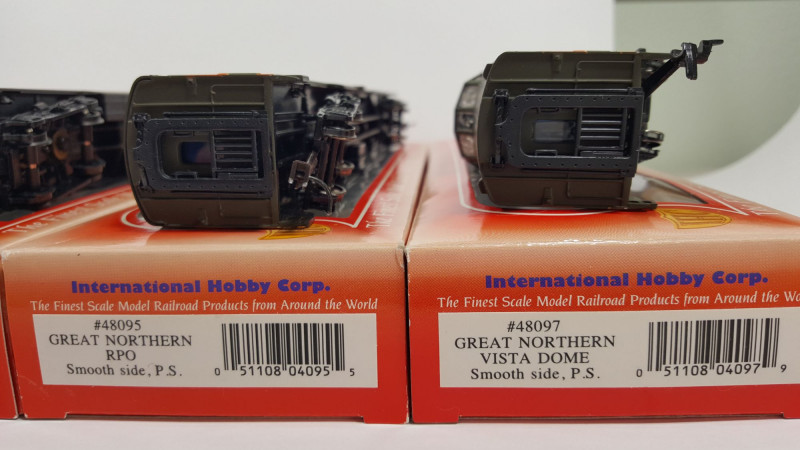 International Hobby Corp.
The Finest Scale Model Railroad Products from Around the World
#48095
GREAT NORTHERN
RPO
Smooth side, P.S.
0 51108 04095 5
International Hobby Corp.
The Finest Scale Model Railroad Products from Around the Wo
#48097
GREAT NORTHERN
VISTA DOME
Smooth side, P.S.
0 51108 04097 9